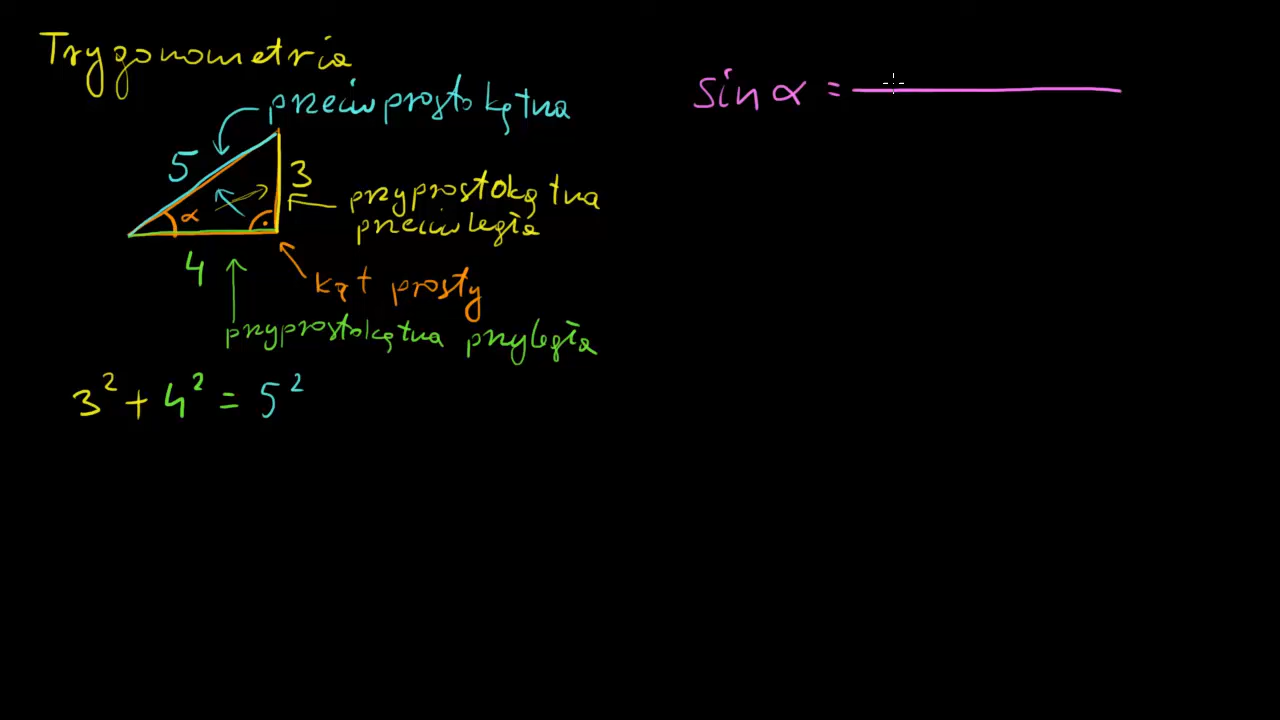 Trygonometria
przeciwprostokątna
5
3
α
przyprostokątna
przeciwległa
4
kąt prosty
przyprostokątna przyległa
3² + 4² = 5²
sin α =